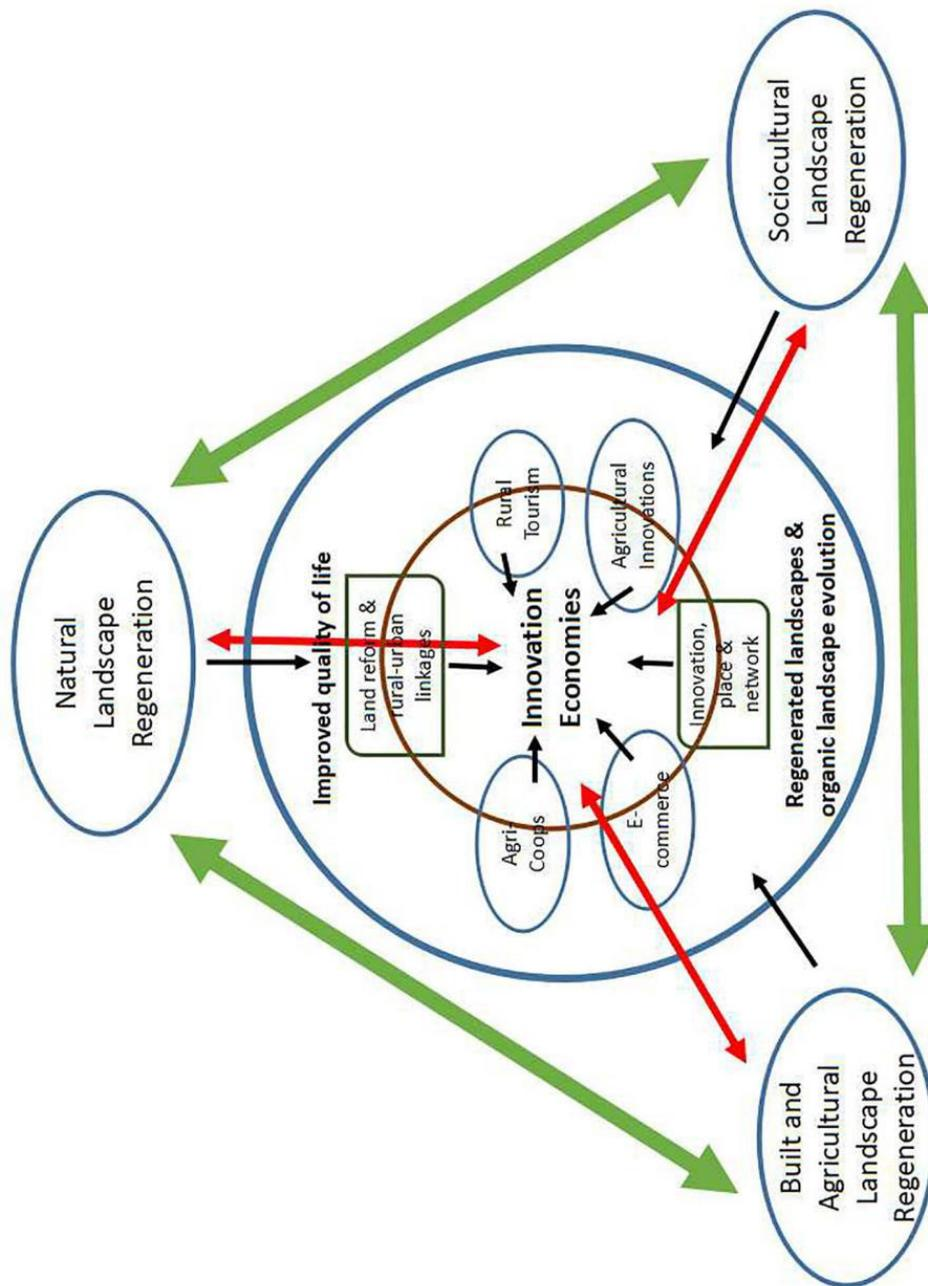 Natural
Landscape
Regeneration
Improved quality of life
Land reform &
rural-urban
linkages
Agri-
Coops
Rural
Tourism
Innovation
Economies
E-
commerce
Agricultural
Innovations
Innovation,
place &
network
Regenerated landscapes &
organic landscape evolution
Built and
Agricultural
Landscape
Regeneration
Sociocultural
Landscape
Regeneration